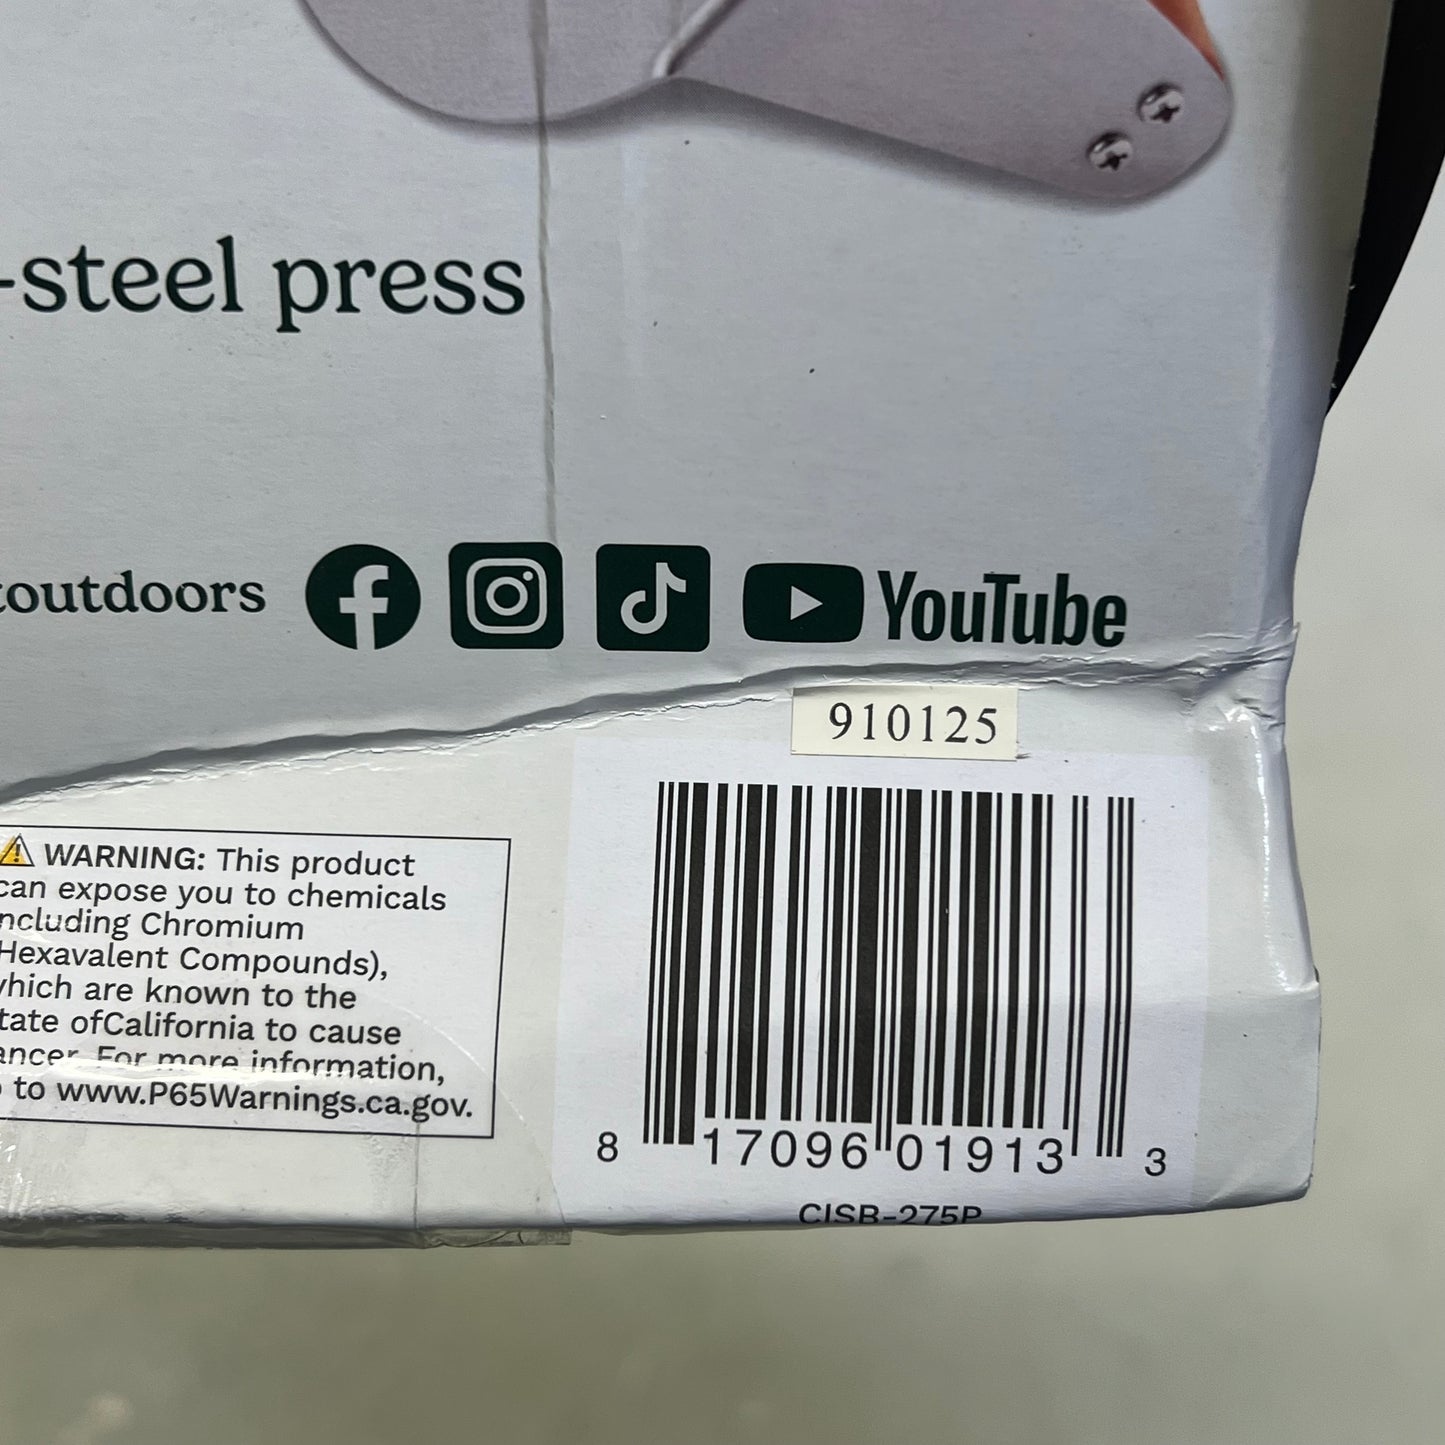 -steel press
outdoors
YouTube
910125
WARNING: This product
can expose you to chemicals
ncluding Chromium
Hexavalent Compounds),
hich are known to the
tate ofCalifornia to cause
ancer. For more information,
to www.P65Warnings.ca.gov.
8 17096 01913 3
CISB-275P